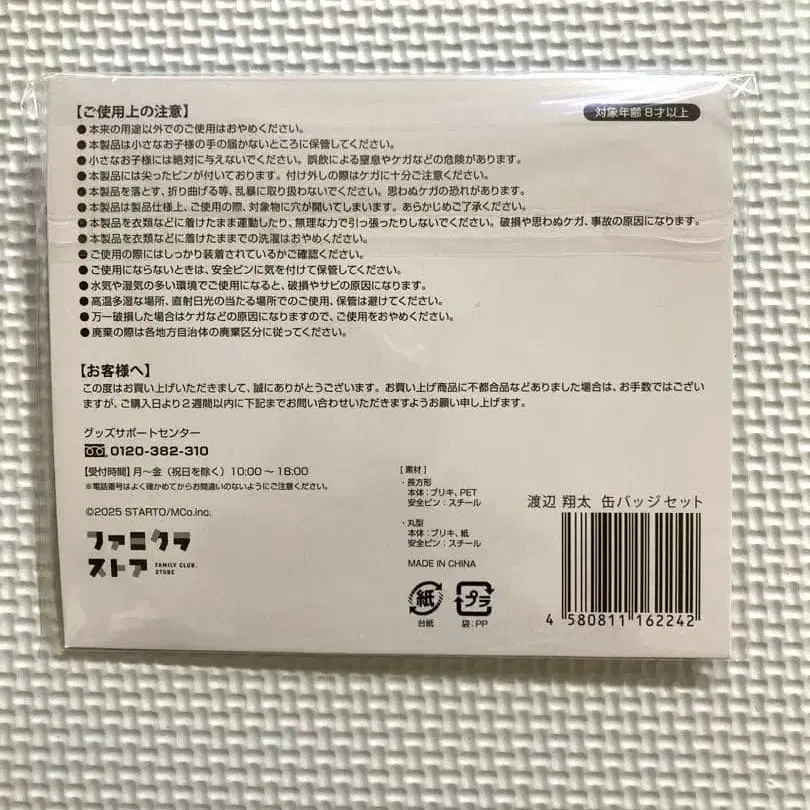 【ご使用上の注意】
対象年齢 8才以上
●本来の用途以外でのご使用はおやめください。
●本製品は小さなお子様の手の届かないところに保管してください。
●小さなお子様には絶対に与えないでください。誤飲による窒息やケガなどの危険があります。
●本製品には尖ったピンが付いております。付け外しの際はケガに十分ご注意ください。
●本製品を落とす、折り曲げる等、乱暴に取り扱わないでください。思わぬケガの恐れがあります。
●本製品は製品仕様上、ご使用の際、対象物に穴が開いてしまいます。あらかじめご了承ください。
●本製品を衣類などに着けたまま運動したり、無理な力で引っ張ったりしないでください。破損や思わぬケガ、事故の原因になります。
●本製品を衣類などに着けたままでの洗濯はおやめください。
●ご使用の際にはしっかり装着されているかご確認ください。
●ご使用にならないときは、安全ピンに気を付けて保管してください。
●水気や湿気の多い環境でご使用になると、破損やサビの原因になります。
●高温多湿な場所、直射日光の当たる場所でのご使用、保管は避けてください。
●万一破損した場合はケガなどの原因になりますので、ご使用をおやめください。
●廃棄の際は各地方自治体の廃棄区分に従ってください。
【お客様へ】
この度はお買い上げいただきまして、誠にありがとうございます。お買い上げ商品に不都合品などありました場合は、お手数ではござい
ますが、ご購入日より2週間以内に下記までお問い合わせいただきますようお願い申し上げます。
グッズサポートセンター
0120-382-310
【受付時間】月〜金(祝日を除く)10:00〜18:00
※電話番号はよく確かめてからお間違いのないようにご注意ください。
©2025 STARTO/MCo.inc.
ファミクラ
ストア FAMILY CLUB STORE
[素材]
・長方形
本体:ブリキ、PET
安全ピン:スチール
・丸型
本体:ブリキ、紙
安全ピン:スチール
MADE IN CHINA
紙
台紙
プラ
袋:PP
渡辺 翔太 缶バッジセット
4 580811 162242